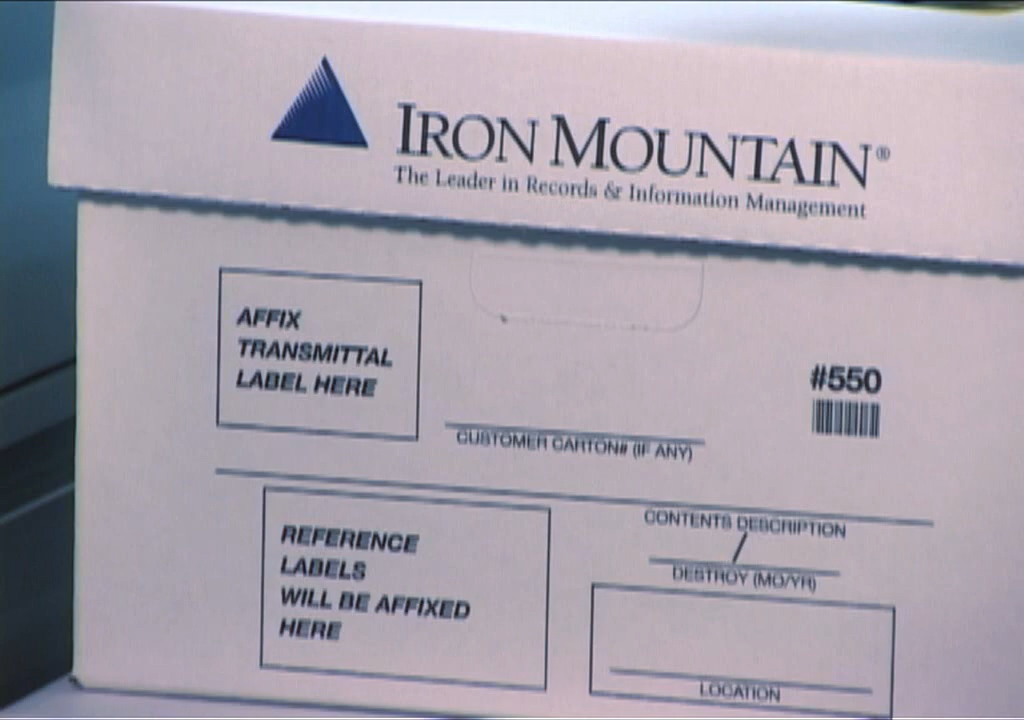 IRON MOUNTAIN®
The Leader in Records & Information Management
AFFIX
TRANSMITTAL
LABEL HERE
#550
CUSTOMER CARTON# (IF ANY)
CONTENTS DESCRIPTION
/
DESTROY (MO/YR)
REFERENCE
LABELS
WILL BE AFFIXED
HERE
LOCATION